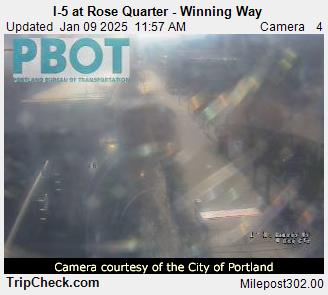 I-5 at Rose Quarter - Winning Way
Updated Jan 09 2025 11:57 AM Camera 4
PBOT
PORTLAND BUREAU OF TRANSPORTATION
Camera courtesy of the City of Portland
TripCheck.com Milepost302.00